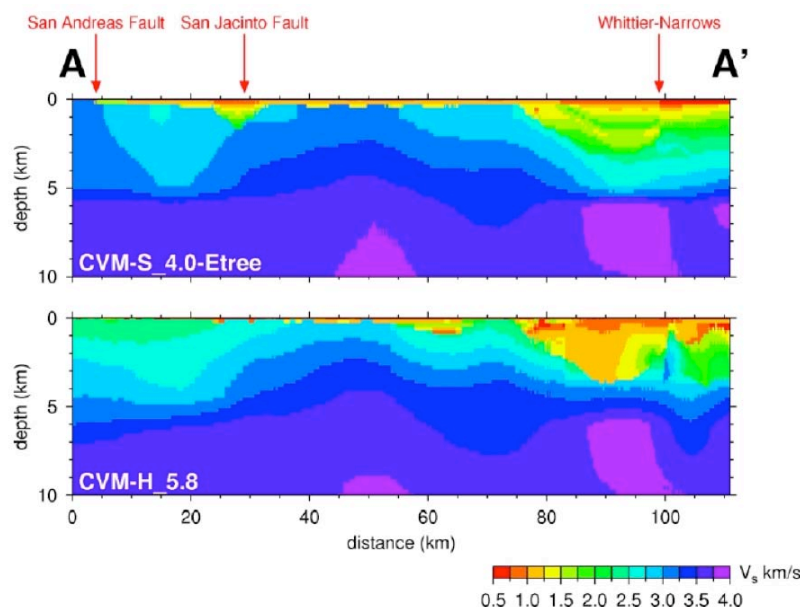 San Andreas Fault San Jacinto Fault Whittier-Narrows
A A’
0
5
10
depth (km)
CVM-S_4.0-Etree
0
5
10
depth (km)
CVM-H_5.8
0 20 40 60 80 100
distance (km)
Vs km/s
0.5 1.0 1.5 2.0 2.5 3.0 3.5 4.0